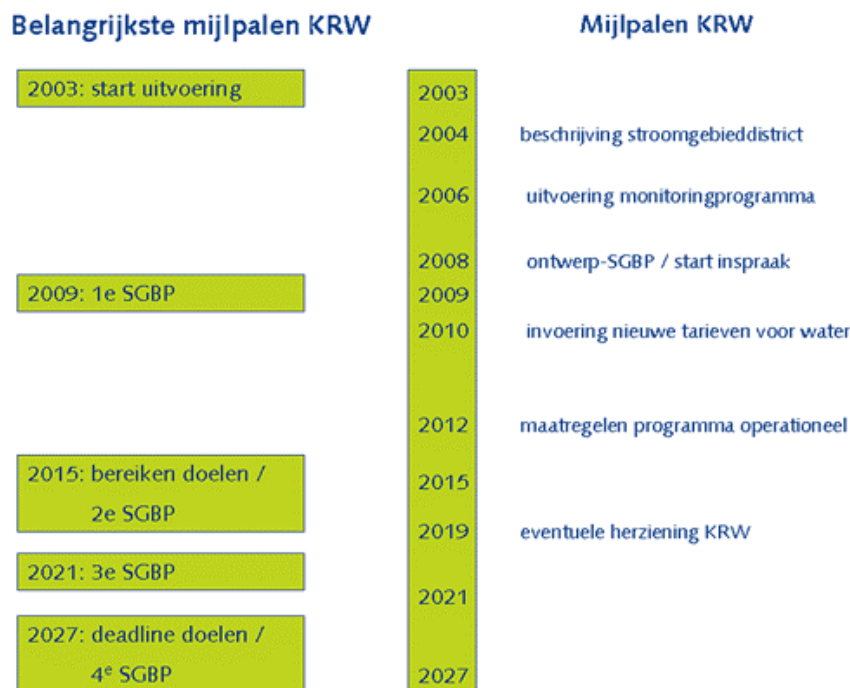 Belangrijkste mijlpalen KRW
2003: start uitvoering
2009: 1e SGBP
2015: bereiken doelen /
2e SGBP
2021: 3e SGBP
2027: deadline doelen /
4e SGBP
Mijlpalen KRW
2003
2004 beschrijving stroomgebieddistrict
2006 uitvoering monitoringprogramma
2008 ontwerp-SGBP / start inspraak
2009
2010 invoering nieuwe tarieven voor water
2012 maatregelen programma operationeel
2015
2019 eventuele herziening KRW
2021
2027